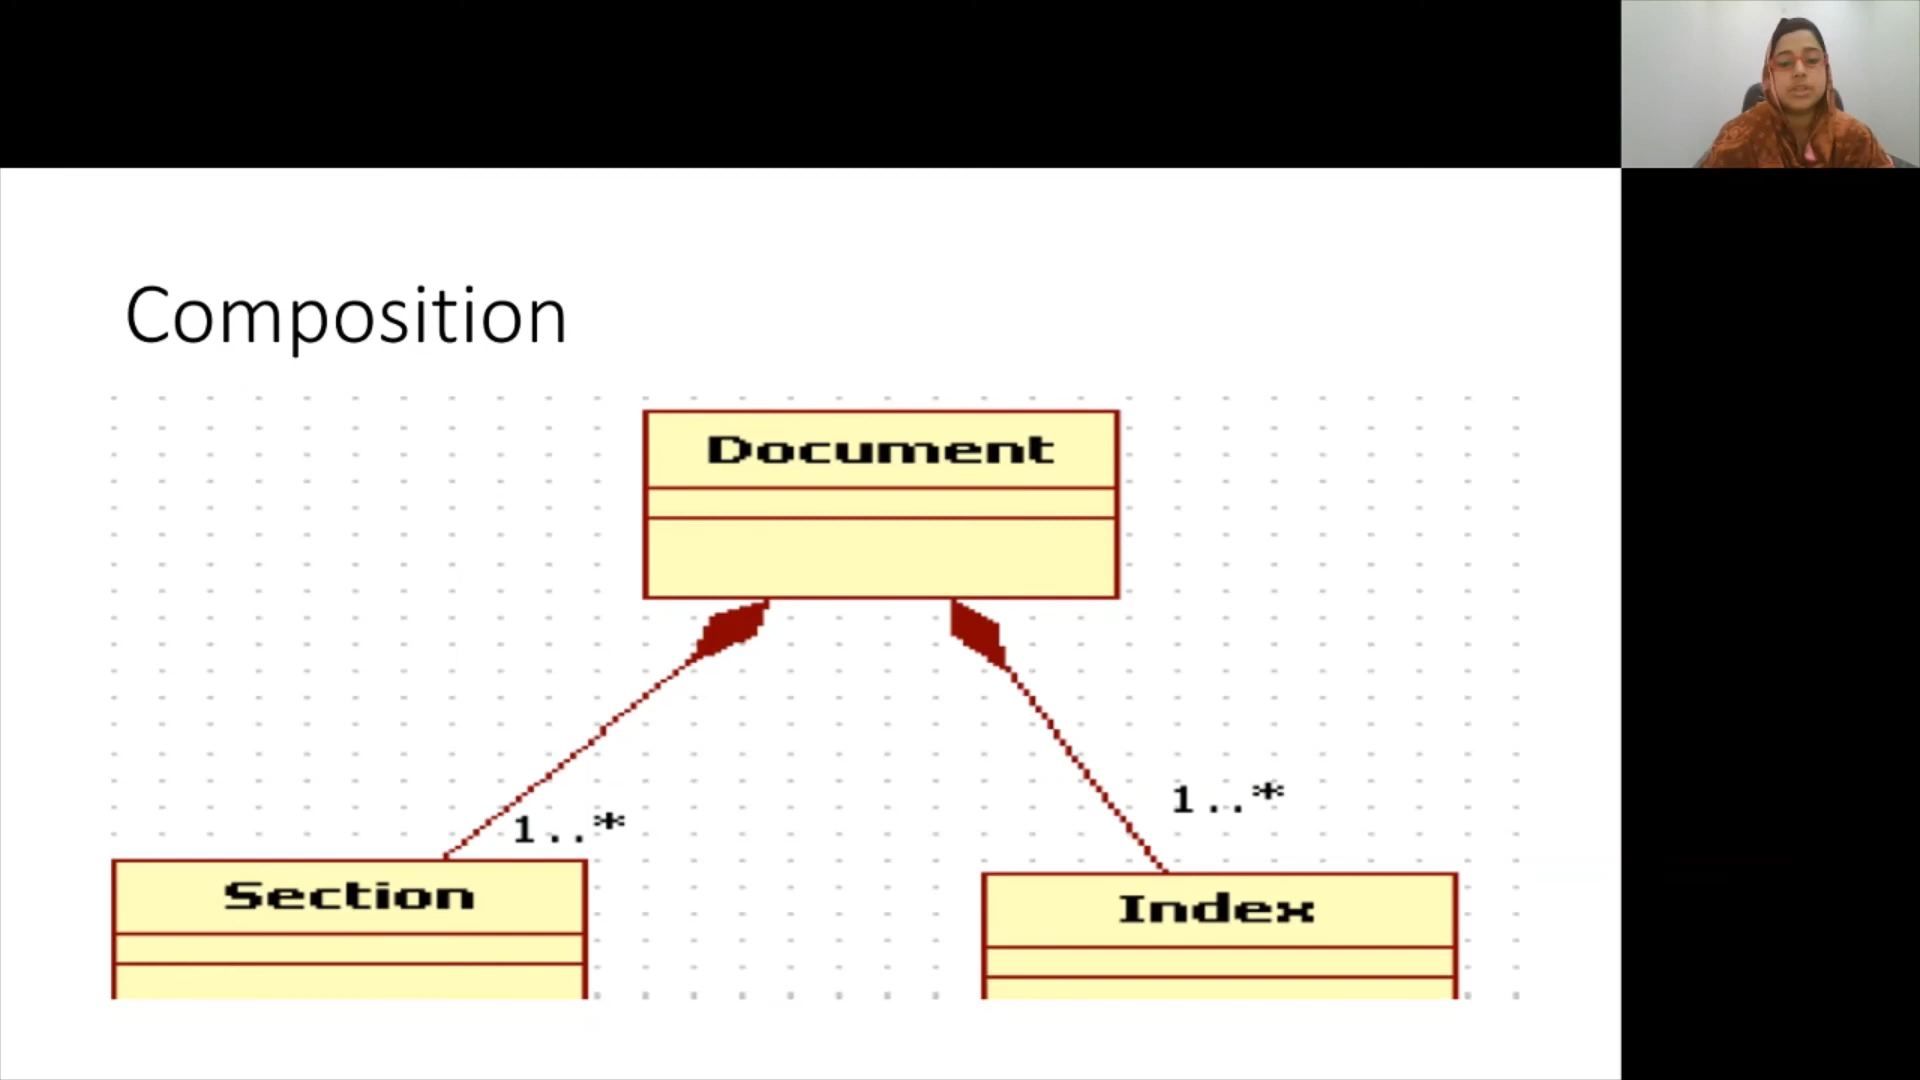 Composition
Document
1..*
1..*
Section
Index